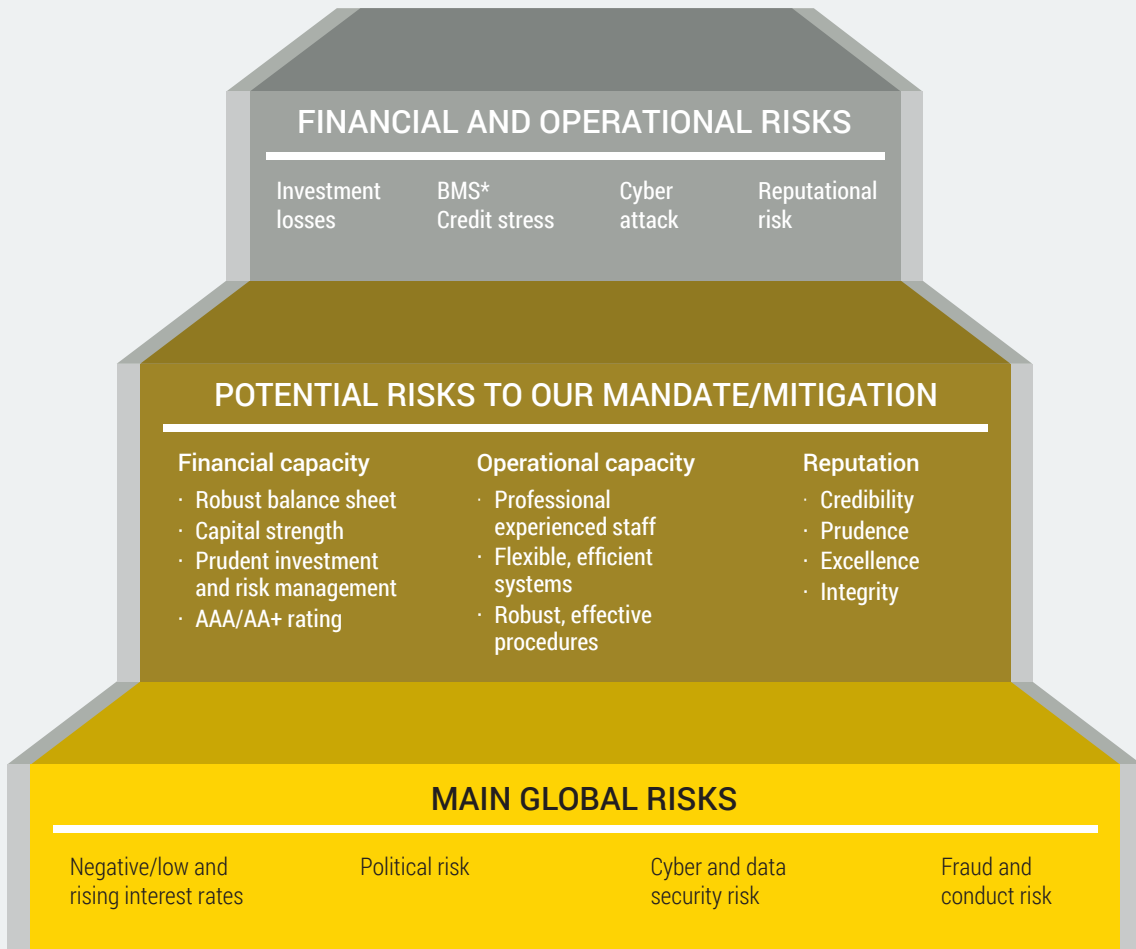 FINANCIAL AND OPERATIONAL RISKS
Investment
losses
BMS*
Credit stress
Cyber
attack
Reputational
risk
POTENTIAL RISKS TO OUR MANDATE/MITIGATION
Financial capacity
· Robust balance sheet
· Capital strength
· Prudent investment
and risk management
· AAA/AA+ rating
Operational capacity
· Professional
experienced staff
· Flexible, efficient
systems
· Robust, effective
procedures
Reputation
· Credibility
· Prudence
· Excellence
· Integrity
MAIN GLOBAL RISKS
Negative/low and
rising interest rates
Political risk
Cyber and data
security risk
Fraud and
conduct risk